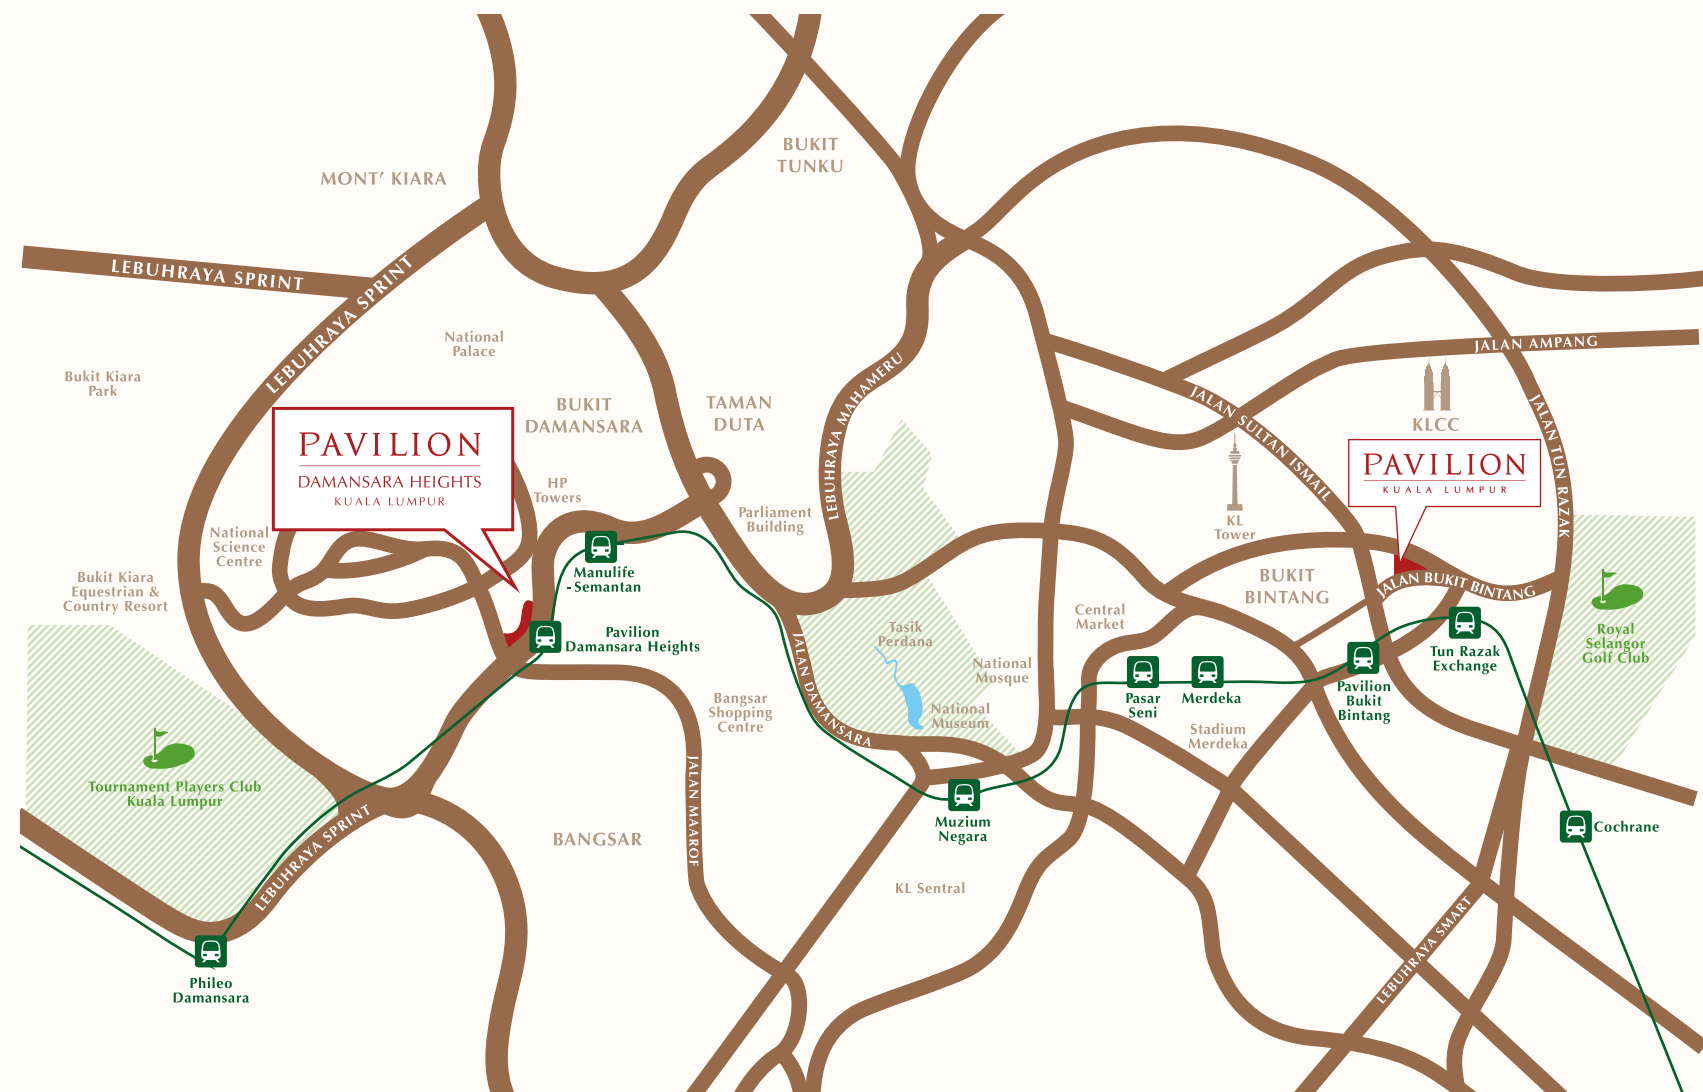 BUKIT
TUNKU
MONT' KIARA
LEBUHRAYA SPRINT
LEBUHRAYA SPRINT
National
Palace
Bukit Kiara
Park
BUKIT
DAMANSARA
TAMAN
DUTA
LEBUHRAYA MAHAMERU
JALAN AMPANG
KLCC
JALAN SULTAN ISMAIL
JALAN TUN RAZAK
PAVILION
DAMANSARA HEIGHTS
KUALA LUMPUR
PAVILION
KUALA LUMPUR
HP
Towers
Parliament
Building
KL
Tower
National
Science
Centre
Bukit Kiara
Equestrian &
Country Resort
Manulife
-Semantan
BUKIT
BINTANG
JALAN BUKIT BINTANG
Central
Market
Pavilion
Damansara Heights
Tasik
Perdana
National
Mosque
National
Museum
JALAN DAMANSARA
Bangsar
Shopping
Centre
Pasar
Seni
Merdeka
Stadium
Merdeka
Pavilion
Bukit
Bintang
Tun Razak
Exchange
Royal
Selangor
Golf Club
Tournament Players Club
Kuala Lumpur
JALAN MAAROF
LEBUHRAYA SPRINT
BANGSAR
Muzium
Negara
Cochrane
KL Sentral
LEBUHRAYA SMART
Phileo
Damansara